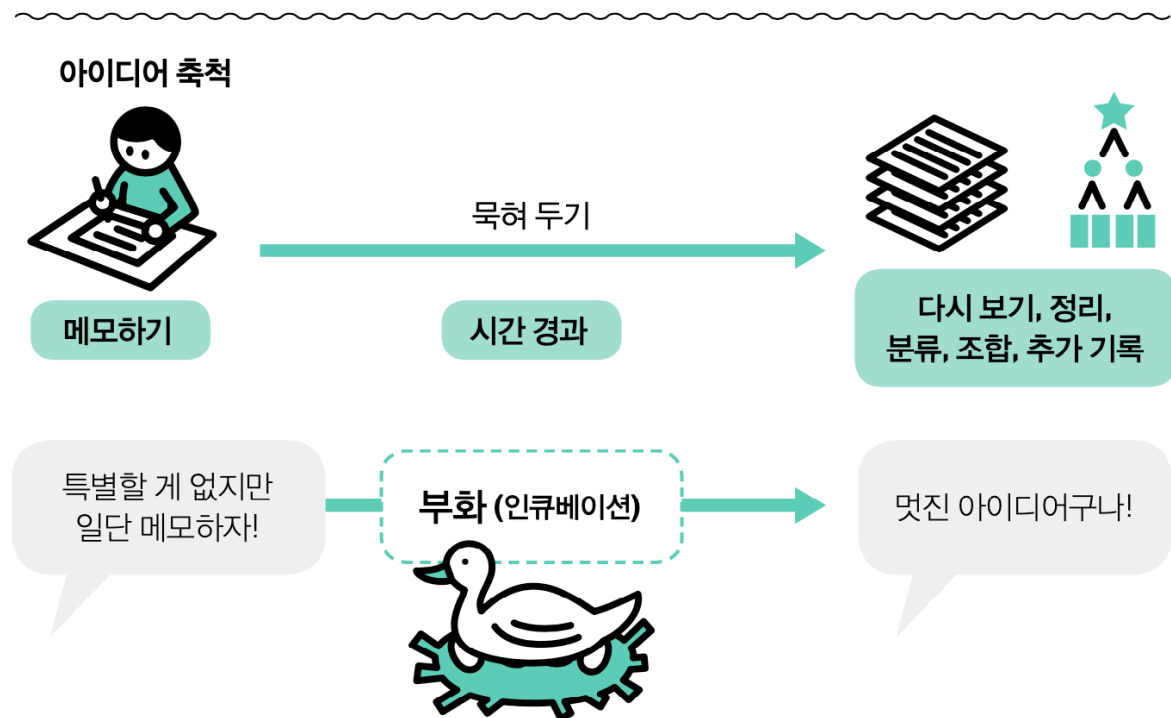 아이디어 축척
묵혀 두기
메모하기
시간 경과
다시 보기, 정리,
분류, 조합, 추가 기록
특별할 게 없지만
일단 메모하자!
부화 (인큐베이션)
멋진 아이디어구나!